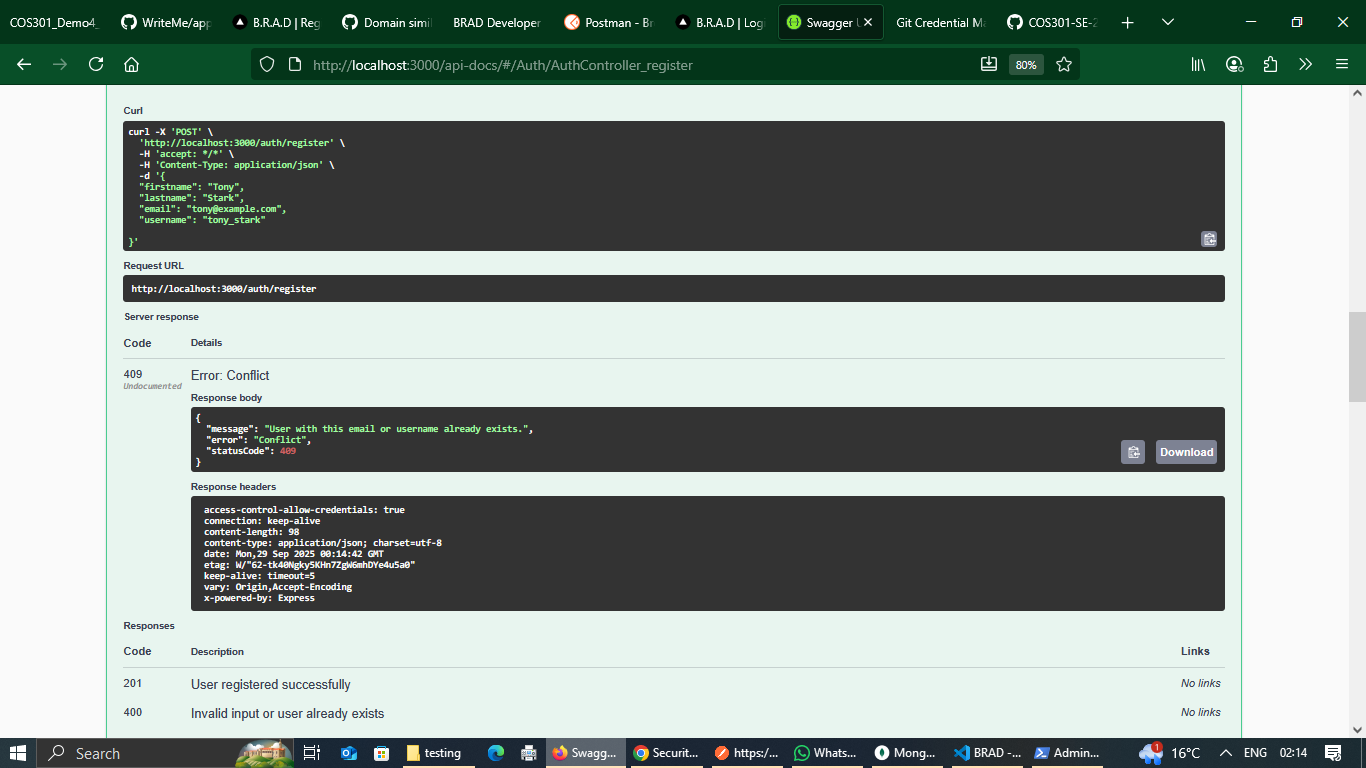 COS301_Demo4_
WriteMe/app
B.R.A.D | Reg
Domain simil
BRAD Developer
Postman - Br
B.R.A.D | Logi
Swagger U
Git Credential Ma
COS301-SE-2
http://localhost:3000/api-docs/#/Auth/AuthController_register
80%
Curl
curl -X 'POST' \
'http://localhost:3000/auth/register' \
-H 'accept: */*' \
-H 'Content-Type: application/json' \
-d '{
"firstname": "Tony",
"lastname": "Stark",
"email": "tony@example.com",
"username": "tony_stark"
}'
Request URL
http://localhost:3000/auth/register
Server response
Code Details
409 Error: Conflict
Undocumented
Response body
{
"message": "User with this email or username already exists.",
"error": "Conflict",
"statusCode": 409
}
Download
Response headers
access-control-allow-credentials: true
connection: keep-alive
content-length: 98
content-type: application/json; charset=utf-8
date: Mon,29 Sep 2025 00:14:42 GMT
etag: W/"62-tk40Ngky5KHn7ZgW6mhDYe4u5a0"
keep-alive: timeout=5
vary: Origin,Accept-Encoding
x-powered-by: Express
Responses
Code Description Links
201 User registered successfully No links
400 Invalid input or user already exists No links
Search
testing
Swagg...
Securit...
https:/...
Whats...
Mong...
BRAD -...
Admin...
1
16°C
ENG
02:14